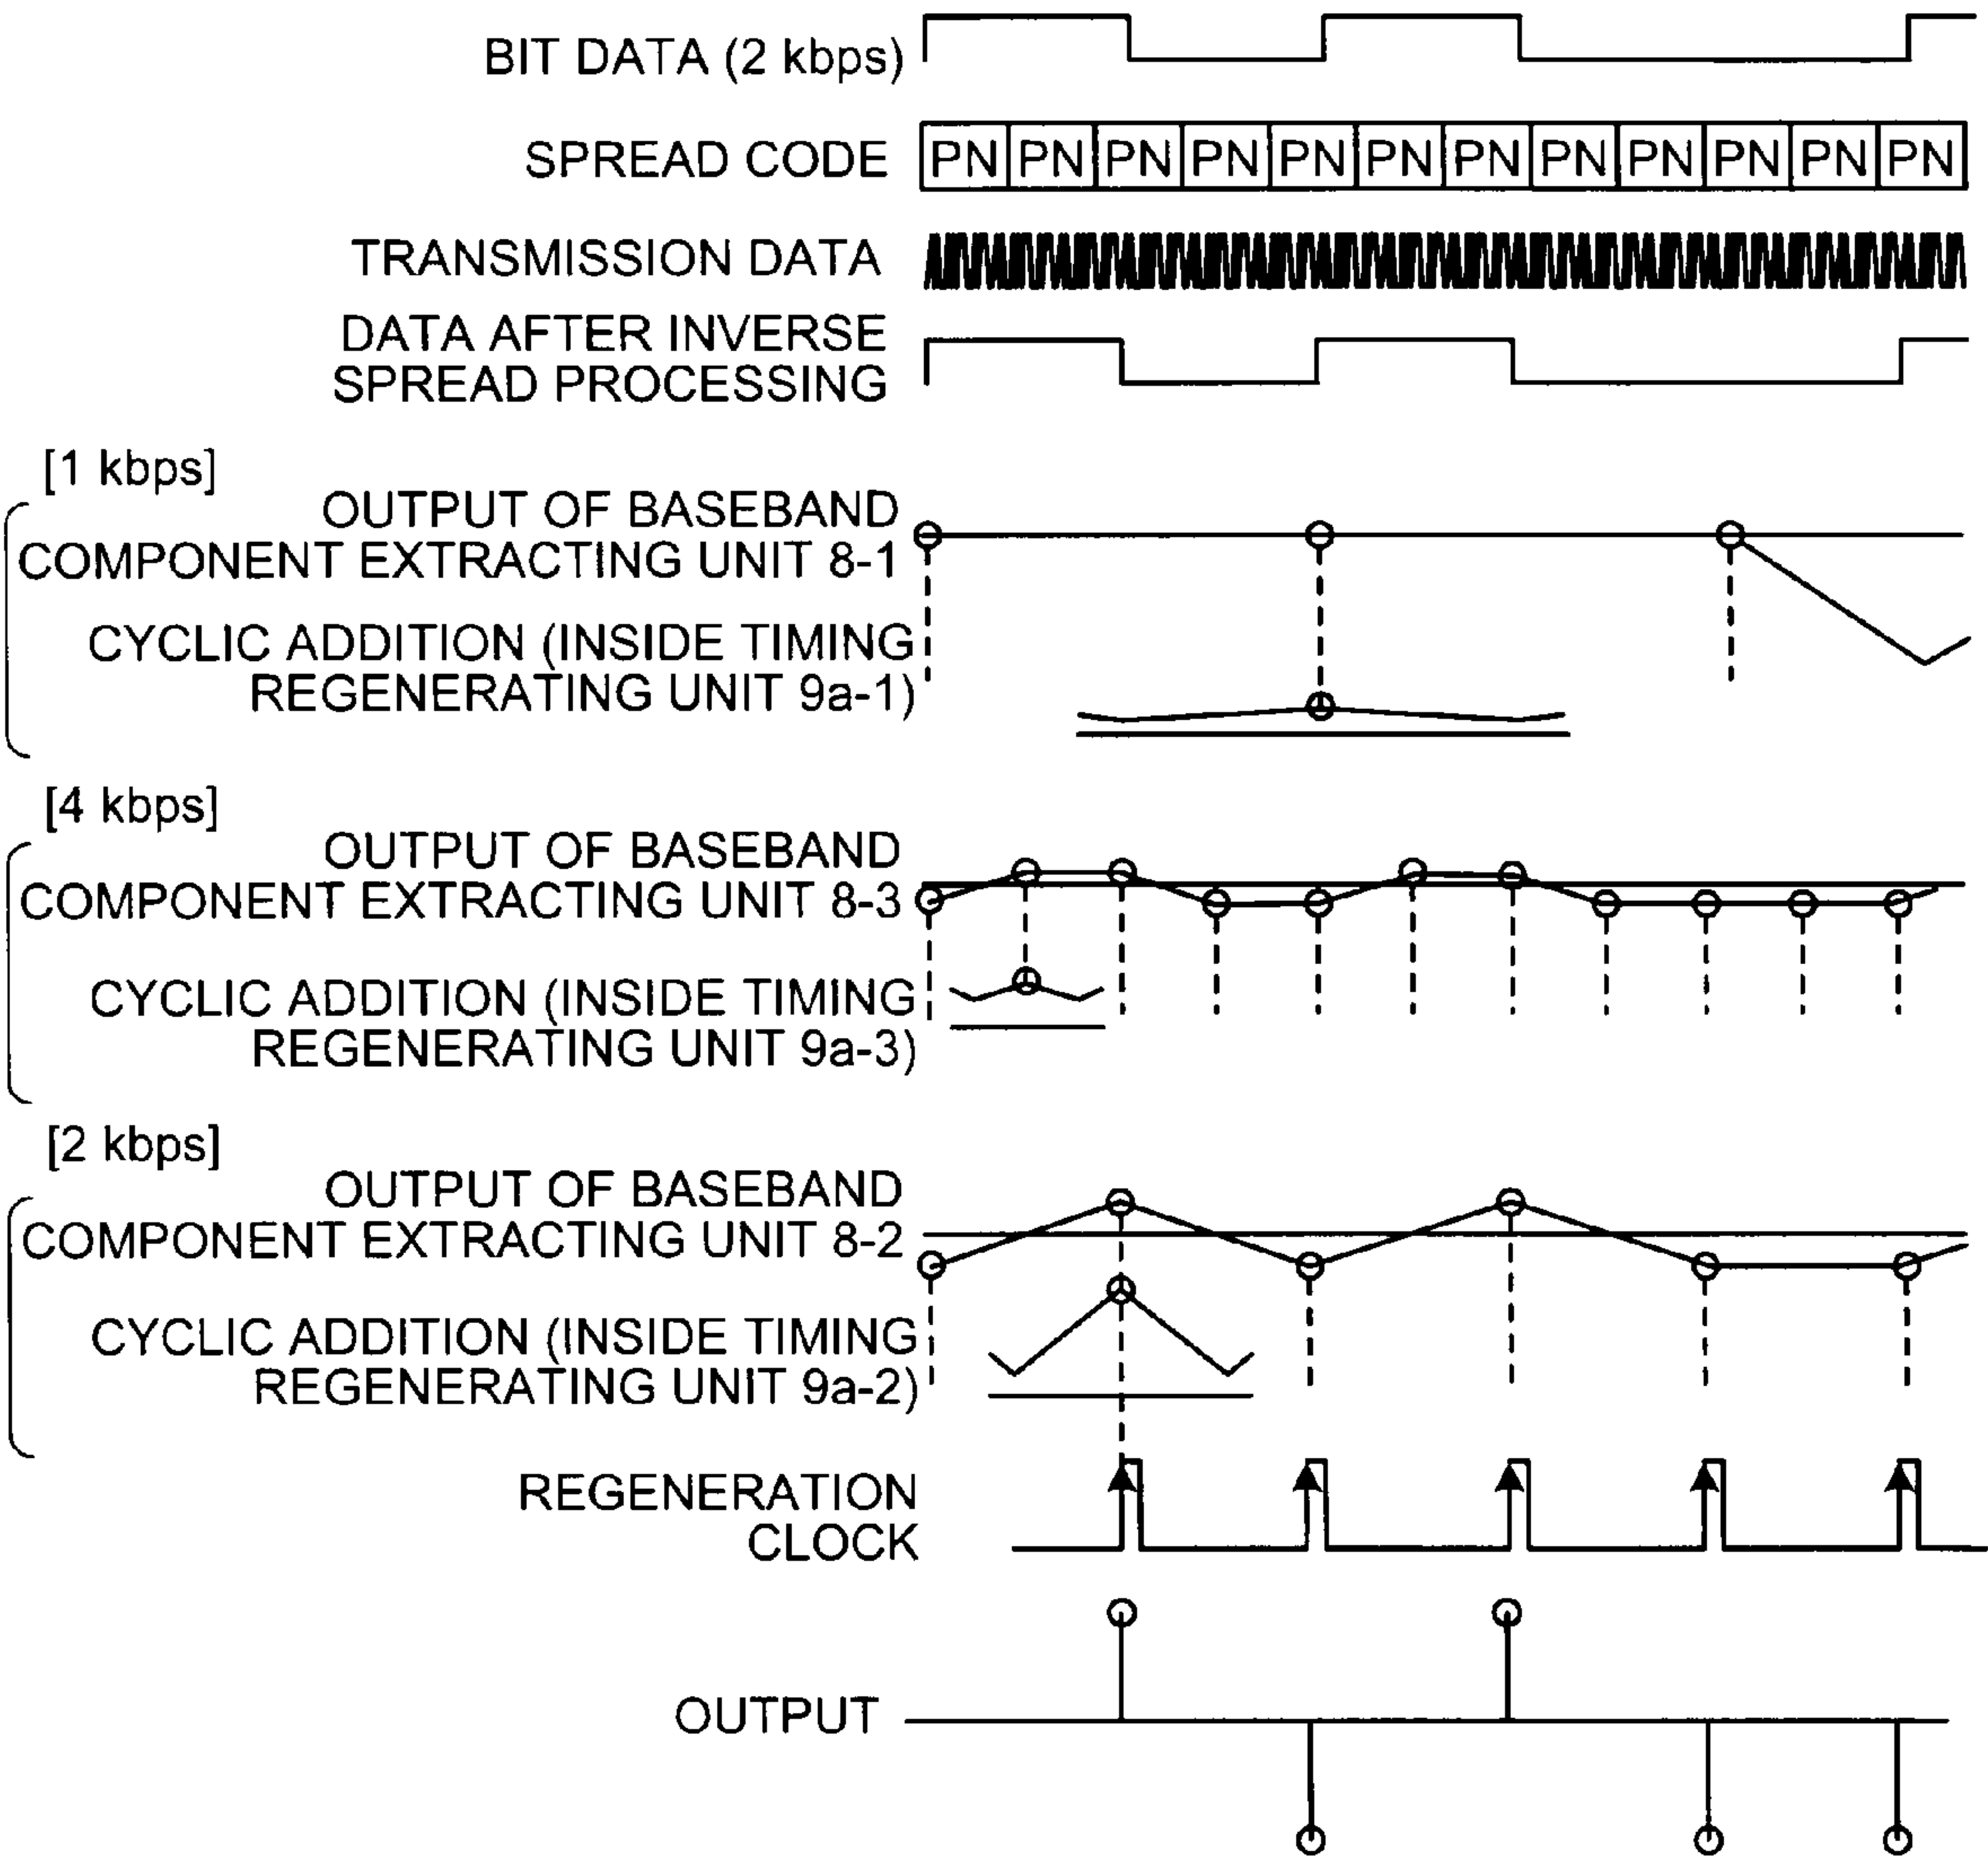 BIT DATA (2 kbps)
SPREAD CODE
PN PN PN PN PN PN PN PN PN PN PN PN
TRANSMISSION DATA
DATA AFTER INVERSE
SPREAD PROCESSING
[1 kbps]
OUTPUT OF BASEBAND
COMPONENT EXTRACTING UNIT 8-1
CYCLIC ADDITION (INSIDE TIMING
REGENERATING UNIT 9a-1)
[4 kbps]
OUTPUT OF BASEBAND
COMPONENT EXTRACTING UNIT 8-3
CYCLIC ADDITION (INSIDE TIMING
REGENERATING UNIT 9a-3)
[2 kbps]
OUTPUT OF BASEBAND
COMPONENT EXTRACTING UNIT 8-2
CYCLIC ADDITION (INSIDE TIMING
REGENERATING UNIT 9a-2)
REGENERATION
CLOCK
OUTPUT